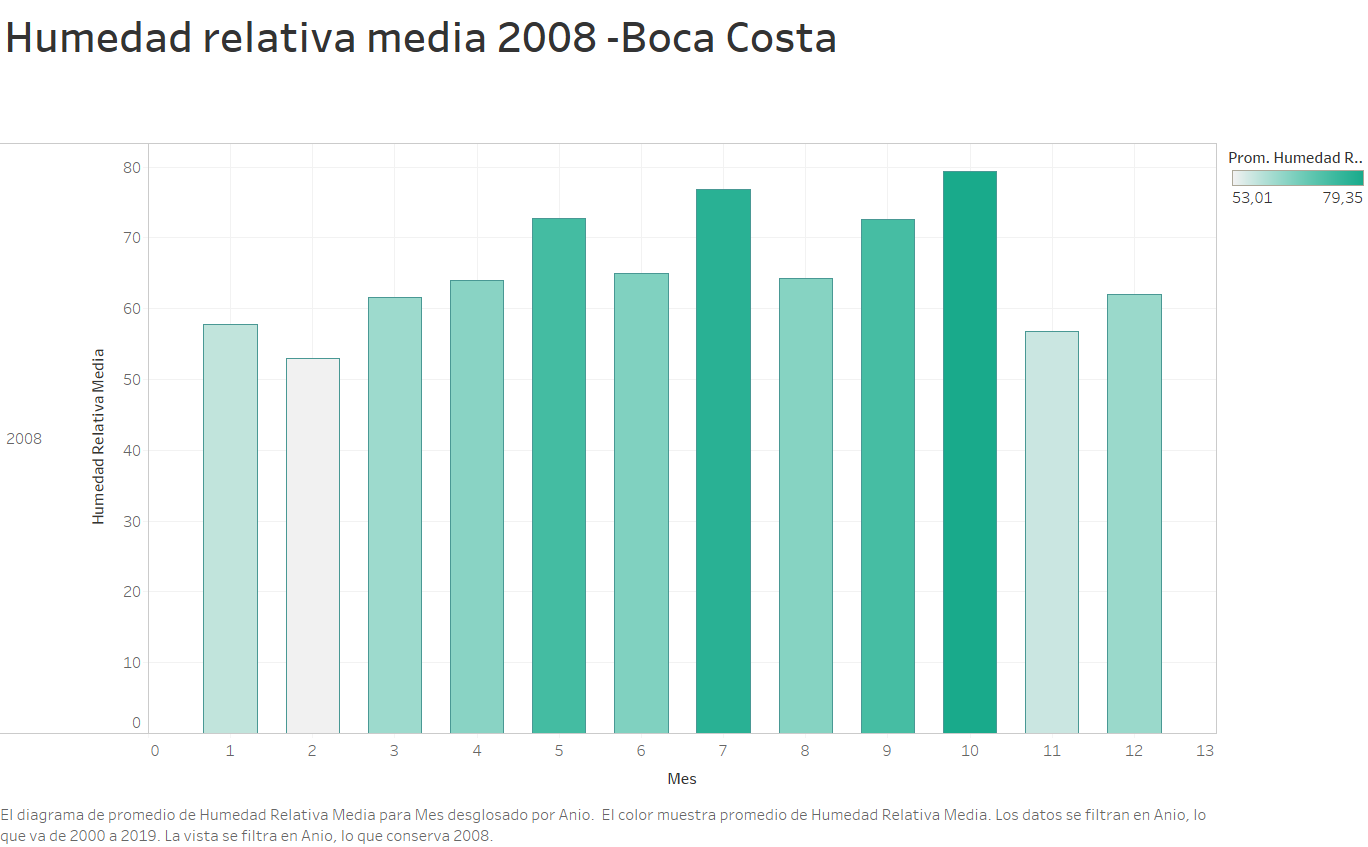 Humedad relativa media 2008 -Boca Costa
Prom. Humedad R..
53,01 79,35
2008
Humedad Relativa Media
80
70
60
50
40
30
20
10
0
0 1 2 3 4 5 6 7 8 9 10 11 12 13
Mes
El diagrama de promedio de Humedad Relativa Media para Mes desglosado por Anio. El color muestra promedio de Humedad Relativa Media. Los datos se filtran en Anio, lo
que va de 2000 a 2019. La vista se filtra en Anio, lo que conserva 2008.